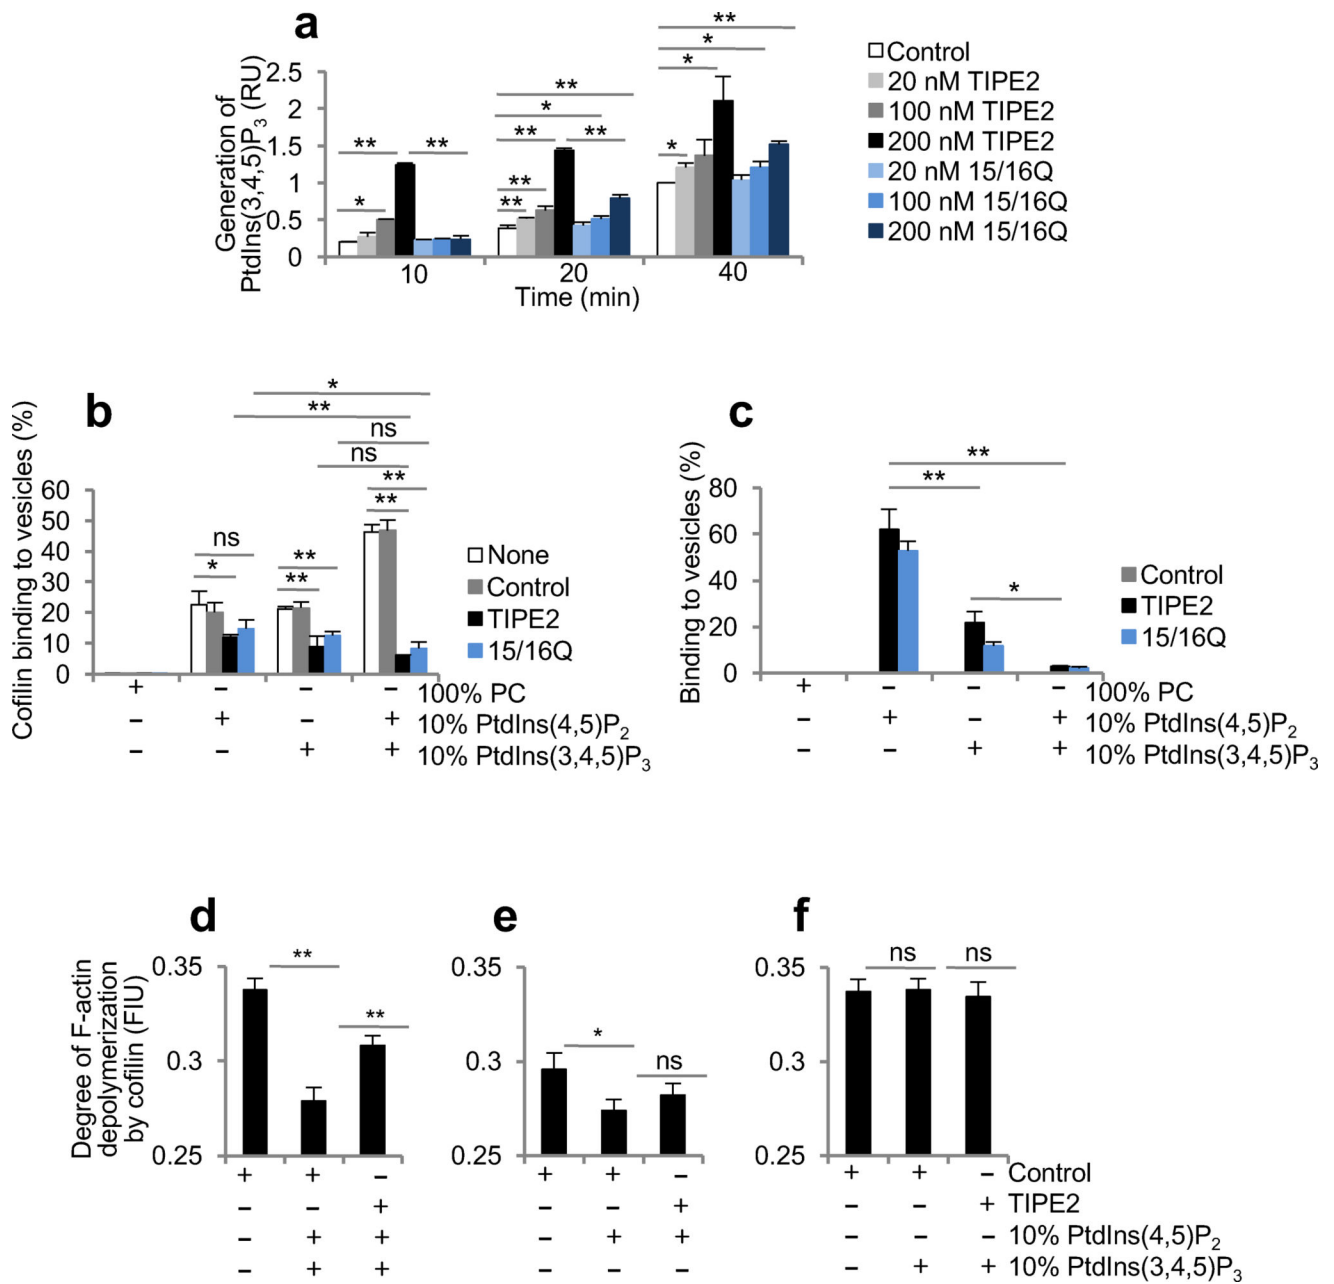 a
Generation of
PtdIns(3,4,5)P3 (RU)
2.5
2
1.5
1
0.5
0
** **
*
**
*
** **
**
**
**
*
*
*
10 20 40
Time (min)
Control
20 nM TIPE2
100 nM TIPE2
200 nM TIPE2
20 nM 15/16Q
100 nM 15/16Q
200 nM 15/16Q
b
Cofilin binding to vesicles (%)
60
50
40
30
20
10
0
*
**
ns
ns
**
**
ns
*
**
**
None
Control
TIPE2
15/16Q
+ – – – 100% PC
– + – + 10% PtdIns(4,5)P2
– – + + 10% PtdIns(3,4,5)P3
c
Binding to vesicles (%)
80
60
40
20
0
**
**
*
Control
TIPE2
15/16Q
+ – – – 100% PC
– + – + 10% PtdIns(4,5)P2
– – + + 10% PtdIns(3,4,5)P3
d
Degree of F-actin
depolymerization
by cofilin (FIU)
0.35
0.3
0.25
**
**
+ + –
– – +
– + +
– + +
e
0.35
0.3
0.25
*
ns
+ + –
– – +
– + +
– – –
f
0.35
0.3
0.25
ns ns
+ + – Control
– – + TIPE2
– – – 10% PtdIns(4,5)P2
– + + 10% PtdIns(3,4,5)P3